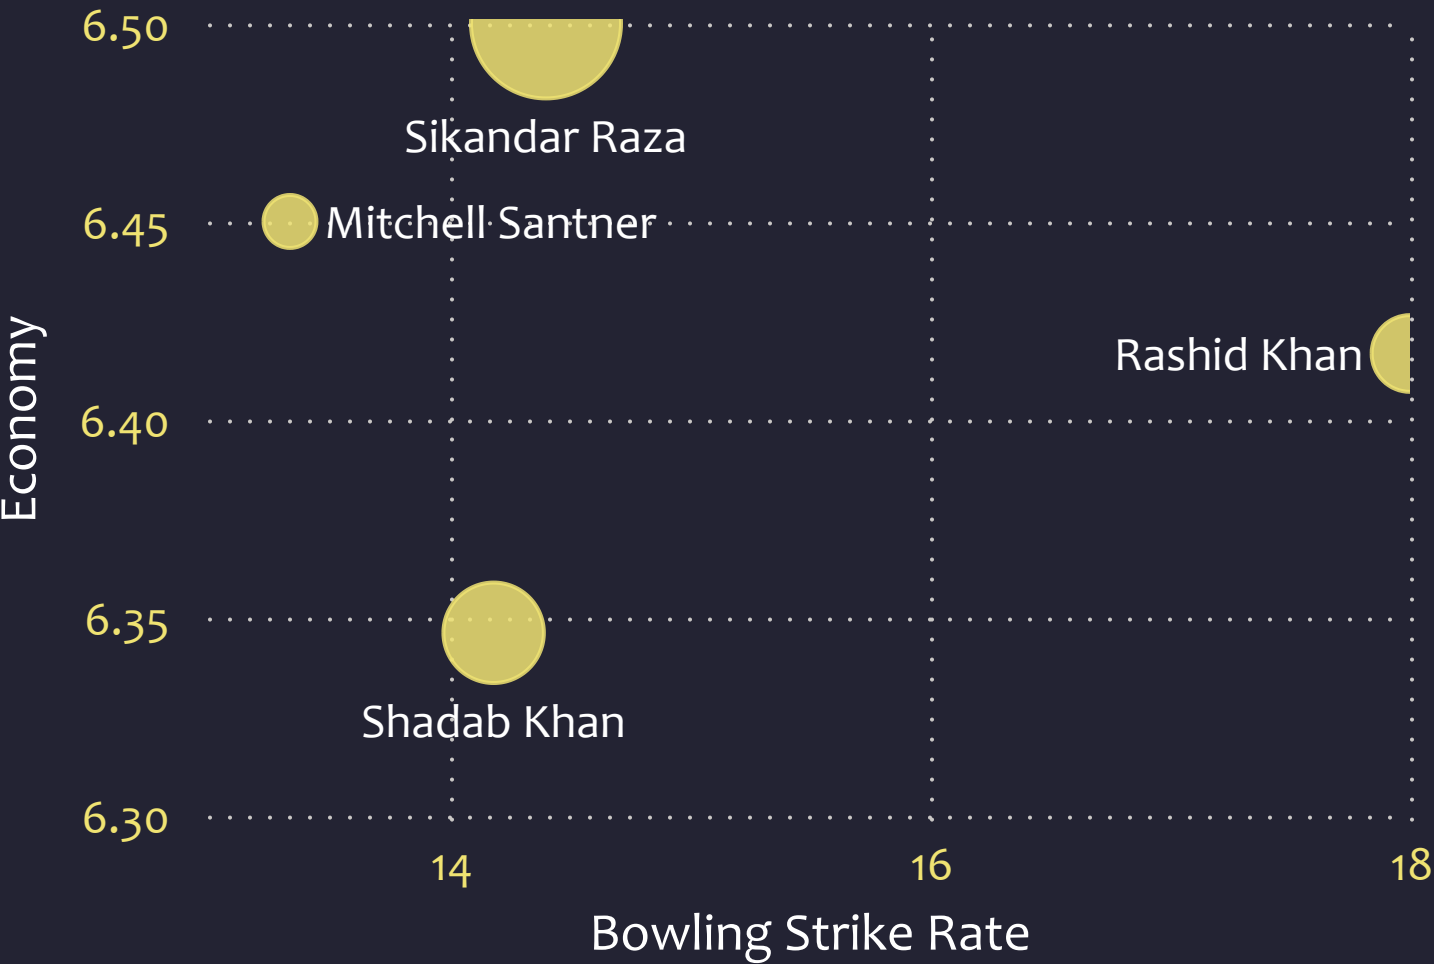 6.50
Sikandar Raza
6.45
Mitchell Santner
Rashid Khan
6.40
Economy
6.35
Shadab Khan
6.30
14
16
18
Bowling Strike Rate